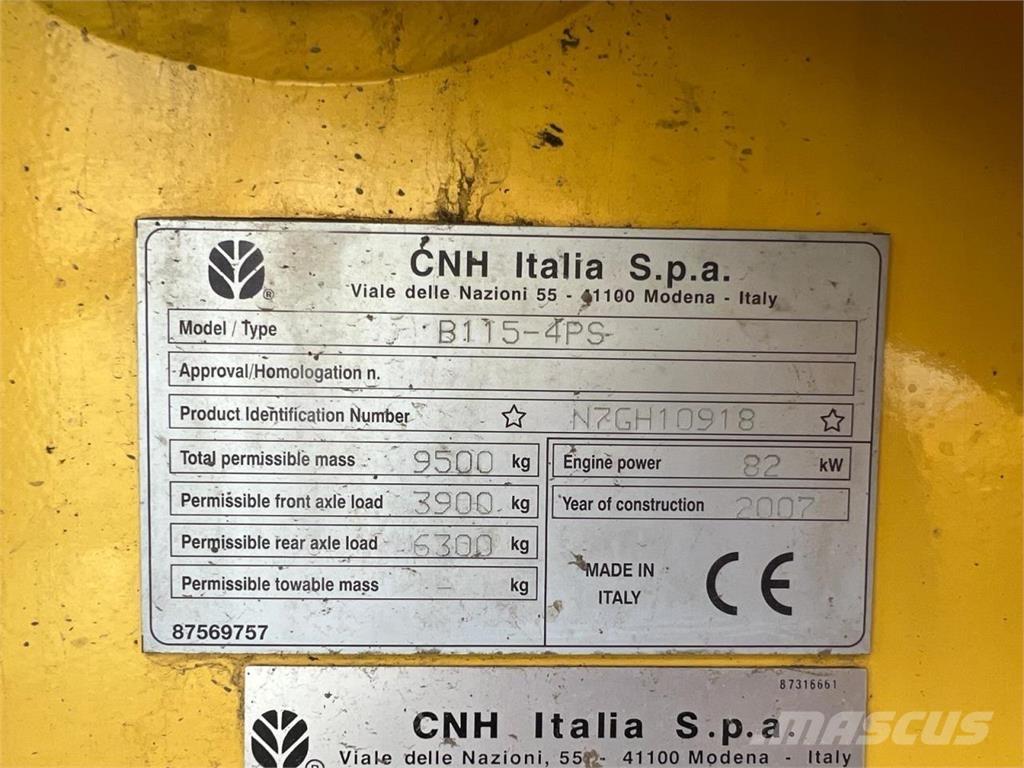 CNH Italia S.p.a.
Viale delle Nazioni 55 - 41100 Modena - Italy
Model / Type B115-4PS
Approval/Homologation n.
Product Identification Number ☆ N7GH10918 ☆
Total permissible mass 9500 kg
Engine power 82 kW
Permissible front axle load 3900 kg
Year of construction 2007
Permissible rear axle load 6300 kg
MADE IN
ITALY
CE
Permissible towable mass - kg
87569757
87316661
CNH Italia S.p.a.
Viale delle Nazioni, 55 - 41100 Modena - Italy
MASCUS